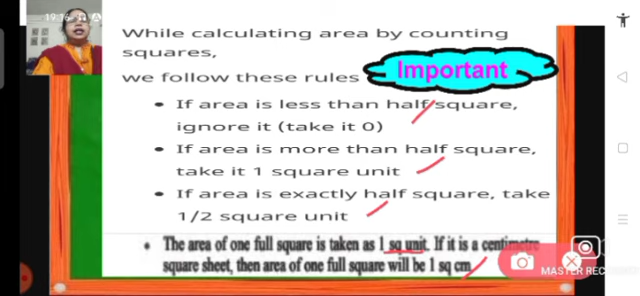 19:16
While calculating area by counting
squares,
we follow these rules
Important
• If area is less than half square,
ignore it (take it 0)
• If area is more than half square,
take it 1 square unit
• If area is exactly half square, take
1/2 square unit
• The area of one full square is taken as 1 sq unit. If it is a centimetre
square sheet, then area of one full square will be 1 sq cm
MASTER REC